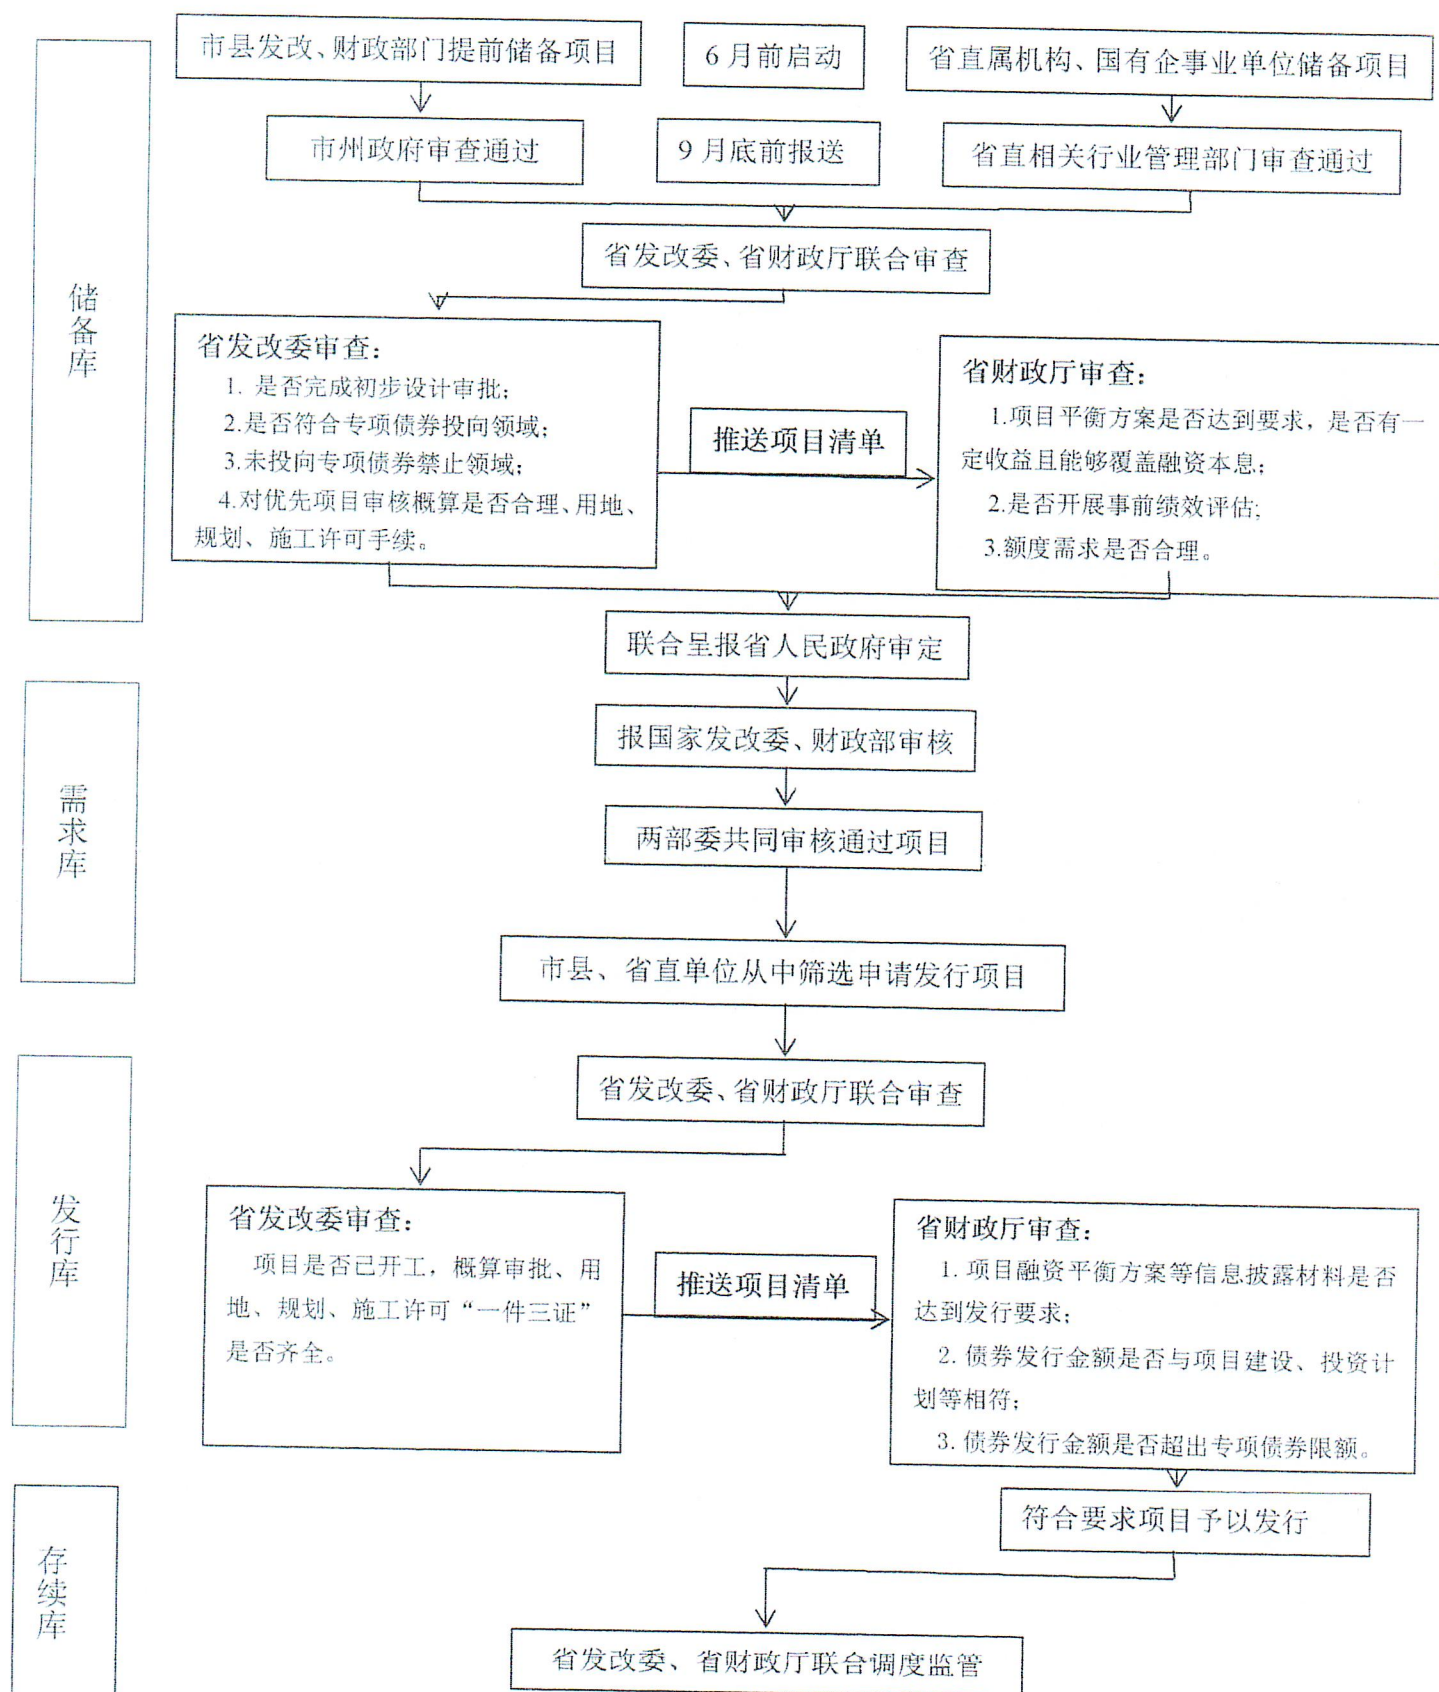 市县发改、财政部门提前储备项目
6月前启动
省直属机构、国有企事业单位储备项目
市州政府审查通过
9月底前报送
省直相关行业管理部门审查通过
省发改委、省财政厅联合审查
储备库
省发改委审查：
1. 是否完成初步设计审批；
2.是否符合专项债券投向领域；
3.未投向专项债券禁止领域；
4.对优先项目审核概算是否合理、用地、
规划、施工许可手续。
推送项目清单
省财政厅审查：
1.项目平衡方案是否达到要求，是否有一
定收益且能够覆盖融资本息；
2.是否开展事前绩效评估;
3.额度需求是否合理。
联合呈报省人民政府审定
需求库
报国家发改委、财政部审核
两部委共同审核通过项目
市县、省直单位从中筛选申请发行项目
发行库
省发改委、省财政厅联合审查
省发改委审查：
项目是否已开工，概算审批、用
地、规划、施工许可“一件三证”
是否齐全。
推送项目清单
省财政厅审查：
1. 项目融资平衡方案等信息披露材料是否
达到发行要求；
2. 债券发行金额是否与项目建设、投资计
划等相符；
3. 债券发行金额是否超出专项债券限额。
存续库
符合要求项目予以发行
省发改委、省财政厅联合调度监管